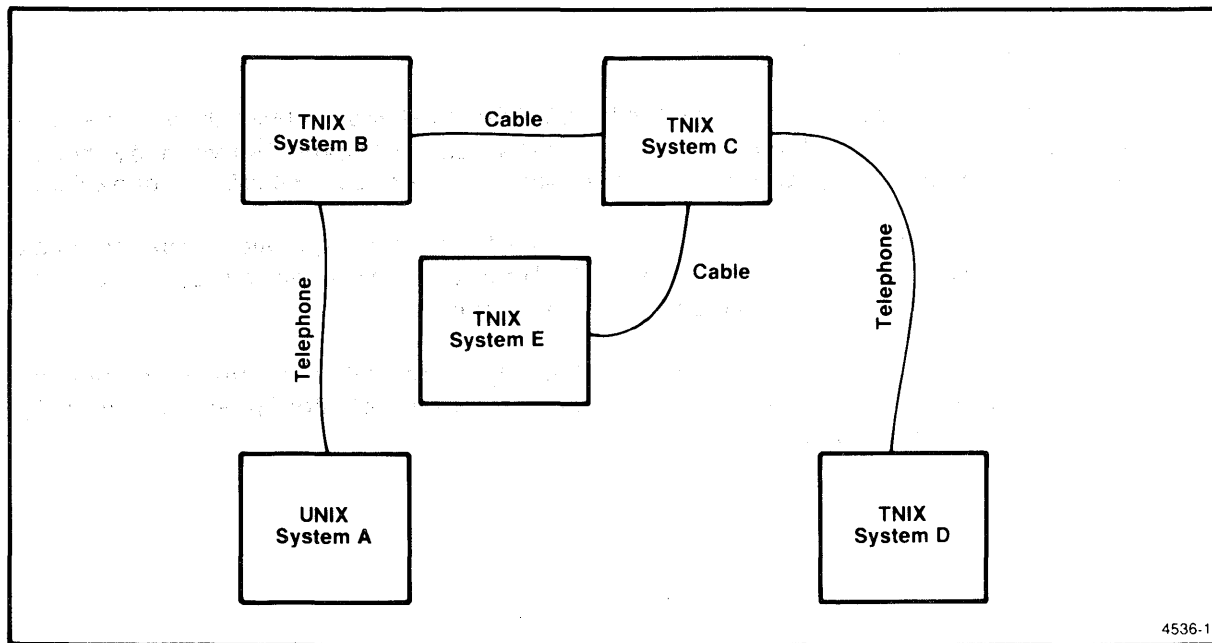 TNIX
System B
Cable
TNIX
System C
Telephone
TNIX
System E
Cable
Telephone
UNIX
System A
TNIX
System D
4536-1